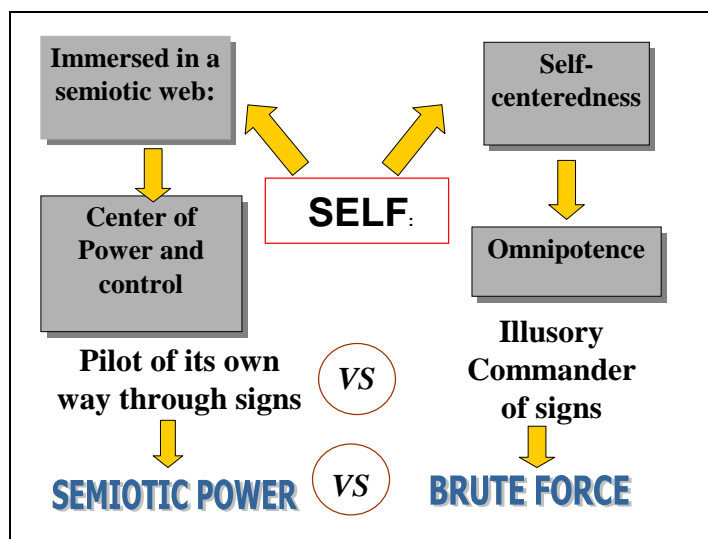 Immersed in a
semiotic web:
Center of
Power and
control
Pilot of its own
way through signs
SEMIOTIC POWER
SELF:
VS
VS
Self-
centeredness
Omnipotence
Illusory
Commander
of signs
BRUTE FORCE